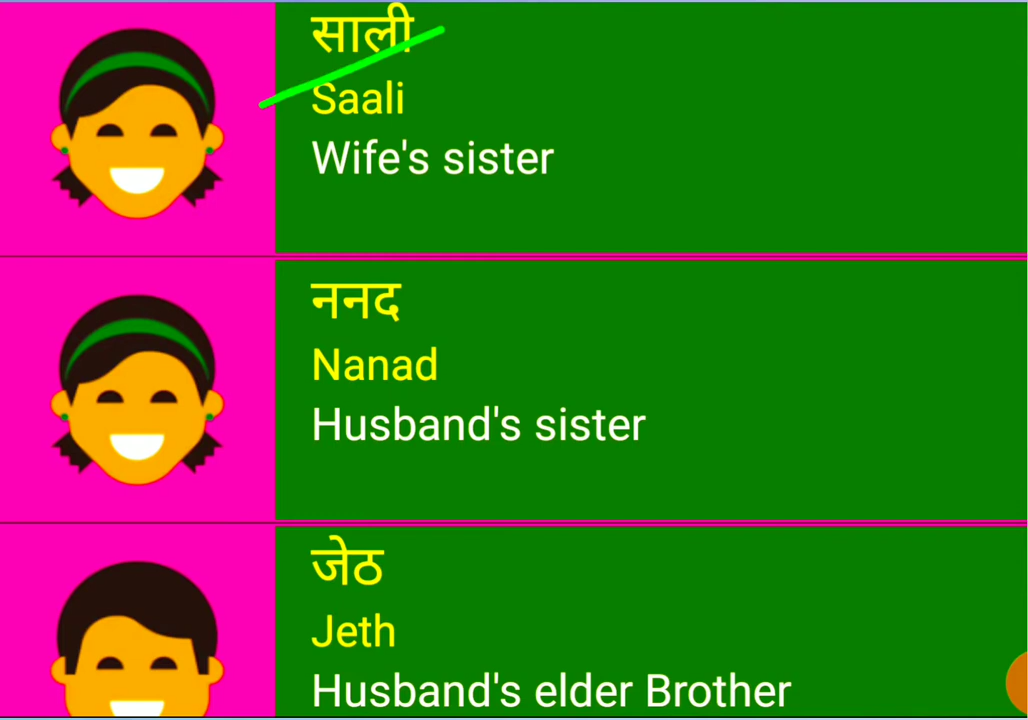 साली
Saali
Wife's sister
ननद
Nanad
Husband's sister
जेठ
Jeth
Husband's elder Brother